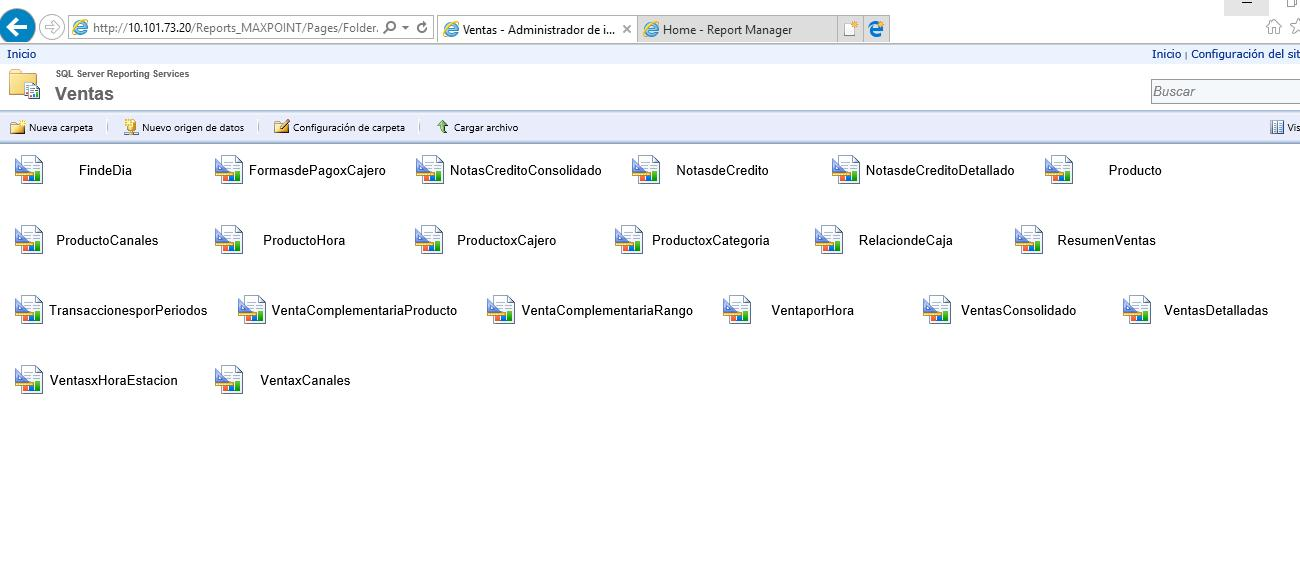 http://10.101.73.20/Reports_MAXPOINT/Pages/Folder.
Ventas - Administrador de i...
Home - Report Manager
Inicio
Inicio | Configuración del sit
SQL Server Reporting Services
Ventas
Buscar
Nueva carpeta
Nuevo origen de datos
Configuración de carpeta
Cargar archivo
Vis
FindeDia
FormasdePagoxCajero
NotasCreditoConsolidado
NotasdeCredito
NotasdeCreditoDetallado
Producto
ProductoCanales
ProductoHora
ProductoxCajero
ProductoxCategoria
RelaciondeCaja
ResumenVentas
TransaccionesporPeriodos
VentaComplementariaProducto
VentaComplementariaRango
VentaporHora
VentasConsolidado
VentasDetalladas
VentasxHoraEstacion
VentaxCanales